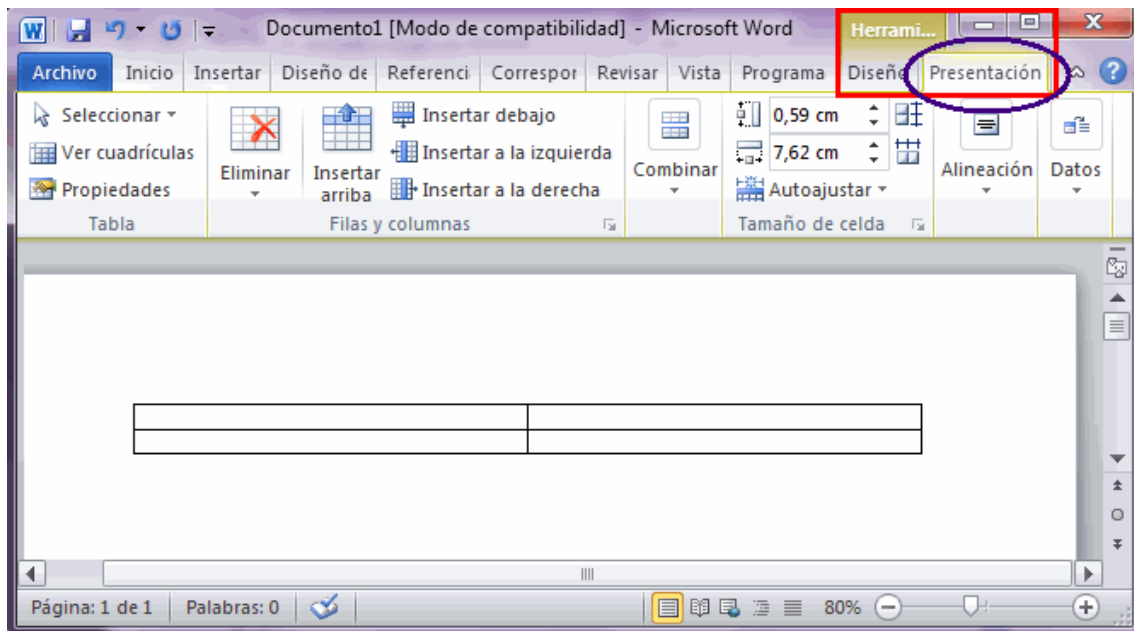 Documento1 [Modo de compatibilidad] - Microsoft Word
Herrami...
Archivo Inicio Insertar Diseño de Referenci Correspor Revisar Vista Programa Diseño Presentación
Seleccionar
Ver cuadrículas
Propiedades
Tabla
Eliminar
Insertar
arriba
Insertar debajo
Insertar a la izquierda
Insertar a la derecha
Filas y columnas
Combinar
0,59 cm
7,62 cm
Autoajustar
Tamaño de celda
Alineación
Datos
Página: 1 de 1 Palabras: 0 80%